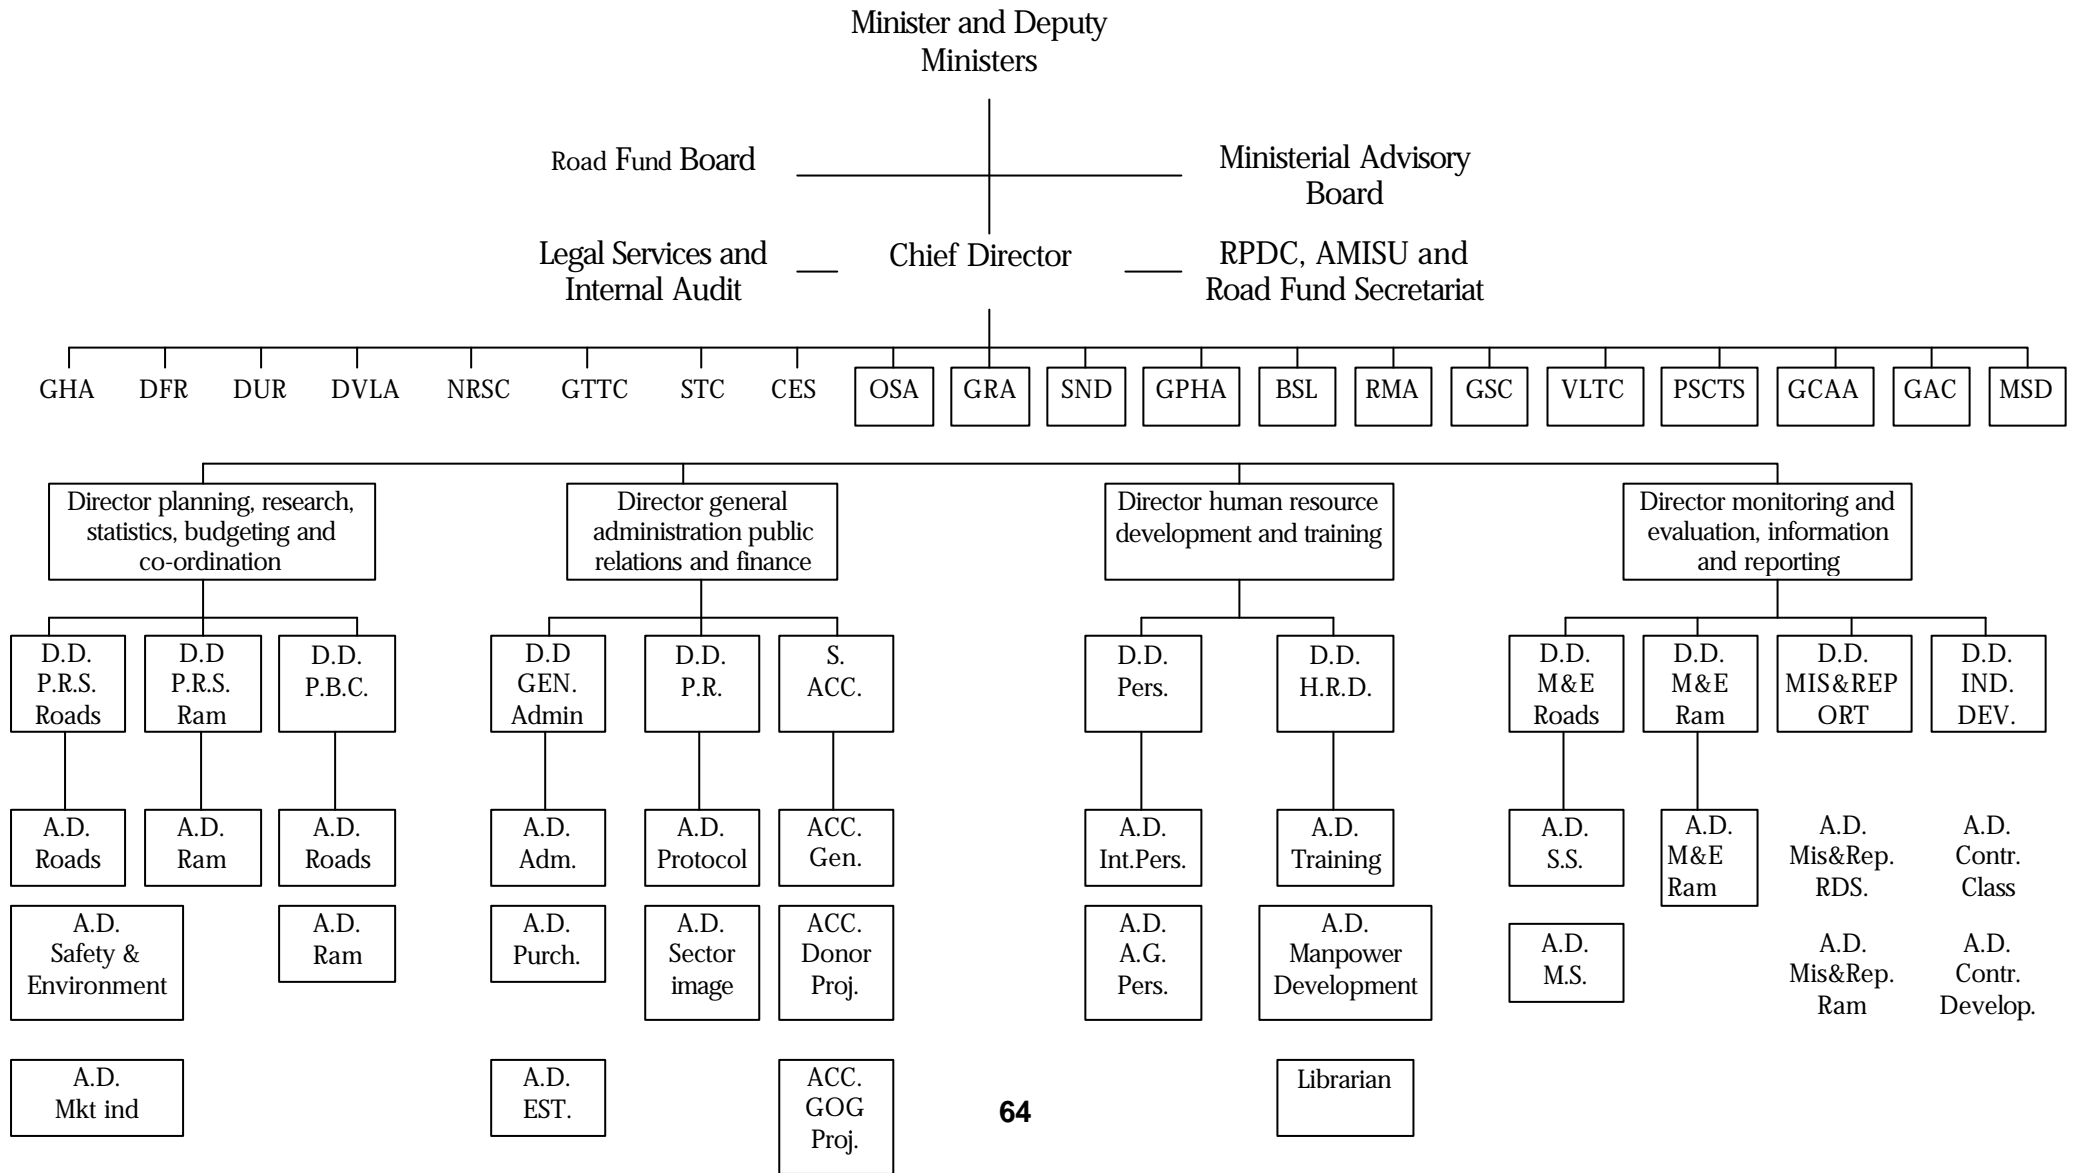 Minister and Deputy
Ministers
Road Fund Board
Ministerial Advisory
Board
Legal Services and
Internal Audit
Chief Director
RPDC, AMISU and
Road Fund Secretariat
GHA DFR DUR DVLA NRSC GTTC STC CES OSA GRA SND GPHA BSL RMA GSC VLTC PSCTS GCAA GAC MSD
Director planning, research,
statistics, budgeting and
co-ordination
Director general
administration public
relations and finance
Director human resource
development and training
Director monitoring and
evaluation, information
and reporting
D.D.
P.R.S.
Roads
D.D
P.R.S.
Ram
D.D.
P.B.C.
D.D
GEN.
Admin
D.D.
P.R.
S.
ACC.
D.D.
Pers.
D.D.
H.R.D.
D.D.
M&E
Roads
D.D.
M&E
Ram
D.D.
MIS&REP
ORT
D.D.
IND.
DEV.
A.D.
Roads
A.D.
Ram
A.D.
Roads
A.D.
Adm.
A.D.
Protocol
ACC.
Gen.
A.D.
Int.Pers.
A.D.
Training
A.D.
S.S.
A.D.
M&E
Ram
A.D.
Mis&Rep.
RDS.
A.D.
Contr.
Class
A.D.
Safety &
Environment
A.D.
Ram
A.D.
Purch.
A.D.
Sector
image
ACC.
Donor
Proj.
A.D.
A.G.
Pers.
A.D.
Manpower
Development
A.D.
M.S.
A.D.
Mis&Rep.
Ram
A.D.
Contr.
Develop.
A.D.
Mkt ind
A.D.
EST.
ACC.
GOG
Proj.
Librarian
64